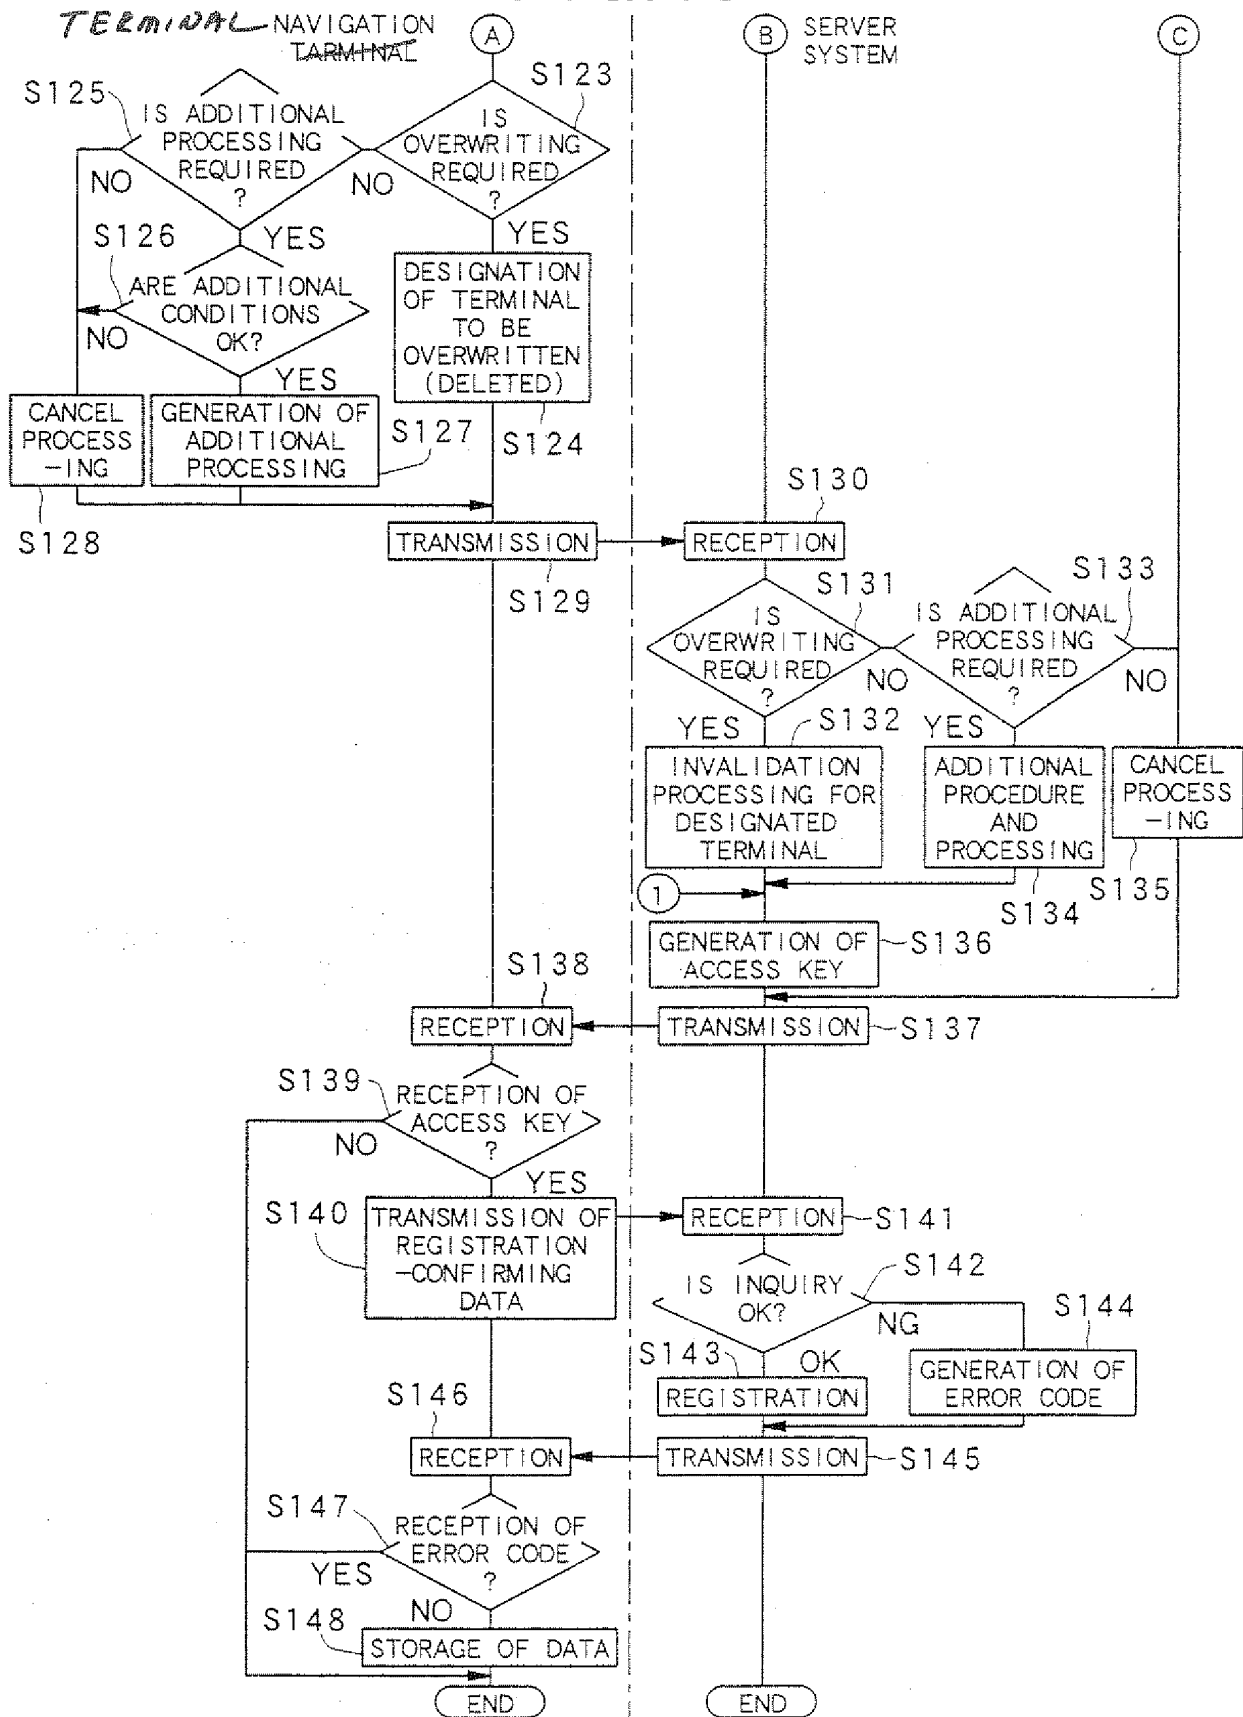 TERMINAL NAVIGATION
TARMINAL
A
B
SERVER
SYSTEM
C
S125
S123
IS ADDITIONAL
PROCESSING
REQUIRED
?
NO
IS
OVERWRITING
REQUIRED
?
NO
YES
S126
YES
ARE ADDITIONAL
CONDITIONS
OK?
NO
YES
DESIGNATION
OF TERMINAL
TO BE
OVERWRITTEN
(DELETED)
S124
CANCEL
PROCESS
-ING
S128
GENERATION OF
ADDITIONAL
PROCESSING
S127
TRANSMISSION
S129
S130
RECEPTION
S131
IS
OVERWRITING
REQUIRED
?
NO
YES
S133
IS ADDITIONAL
PROCESSING
REQUIRED
?
NO
YES
S132
INVALIDATION
PROCESSING FOR
DESIGNATED
TERMINAL
ADDITIONAL
PROCEDURE
AND
PROCESSING
S134
CANCEL
PROCESS
-ING
S135
1
GENERATION OF
ACCESS KEY
S136
S138
RECEPTION
TRANSMISSION
S137
S139
RECEPTION OF
ACCESS KEY
?
NO
YES
S140
TRANSMISSION OF
REGISTRATION
-CONFIRMING
DATA
RECEPTION
S141
IS INQUIRY
OK?
S142
NG
OK
S143
REGISTRATION
S144
GENERATION OF
ERROR CODE
S146
RECEPTION
TRANSMISSION
S145
S147
RECEPTION OF
ERROR CODE
?
YES
NO
S148
STORAGE OF DATA
END
END